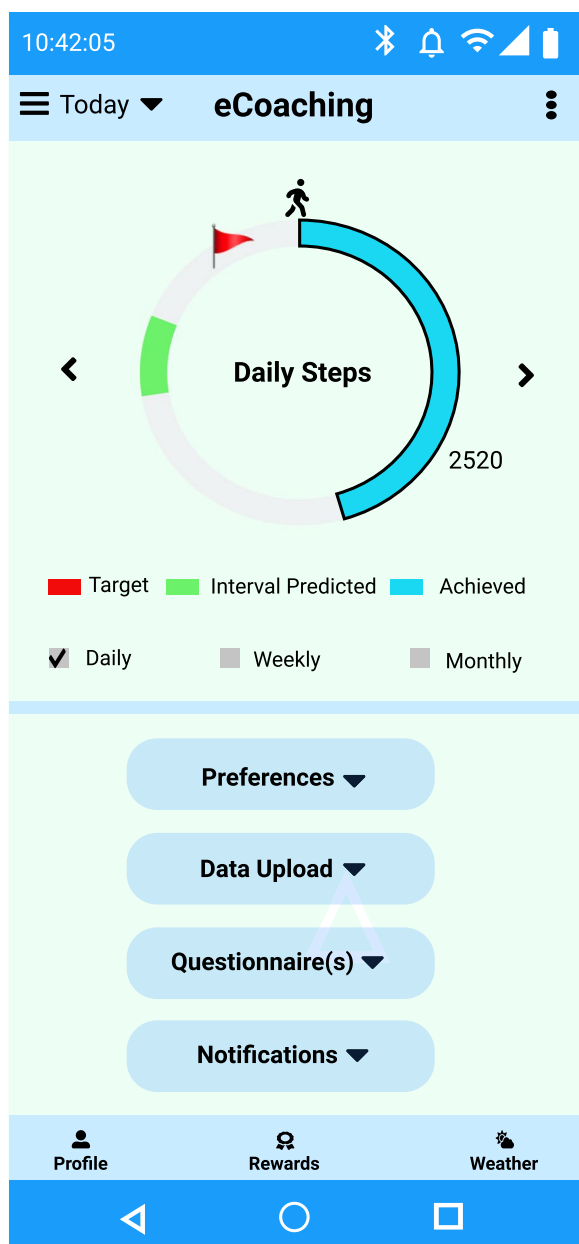 10:42:05
Today eCoaching
Daily Steps
2520
Target Interval Predicted Achieved
Daily Weekly Monthly
Preferences
Data Upload
Questionnaire(s)
Notifications
Profile Rewards Weather